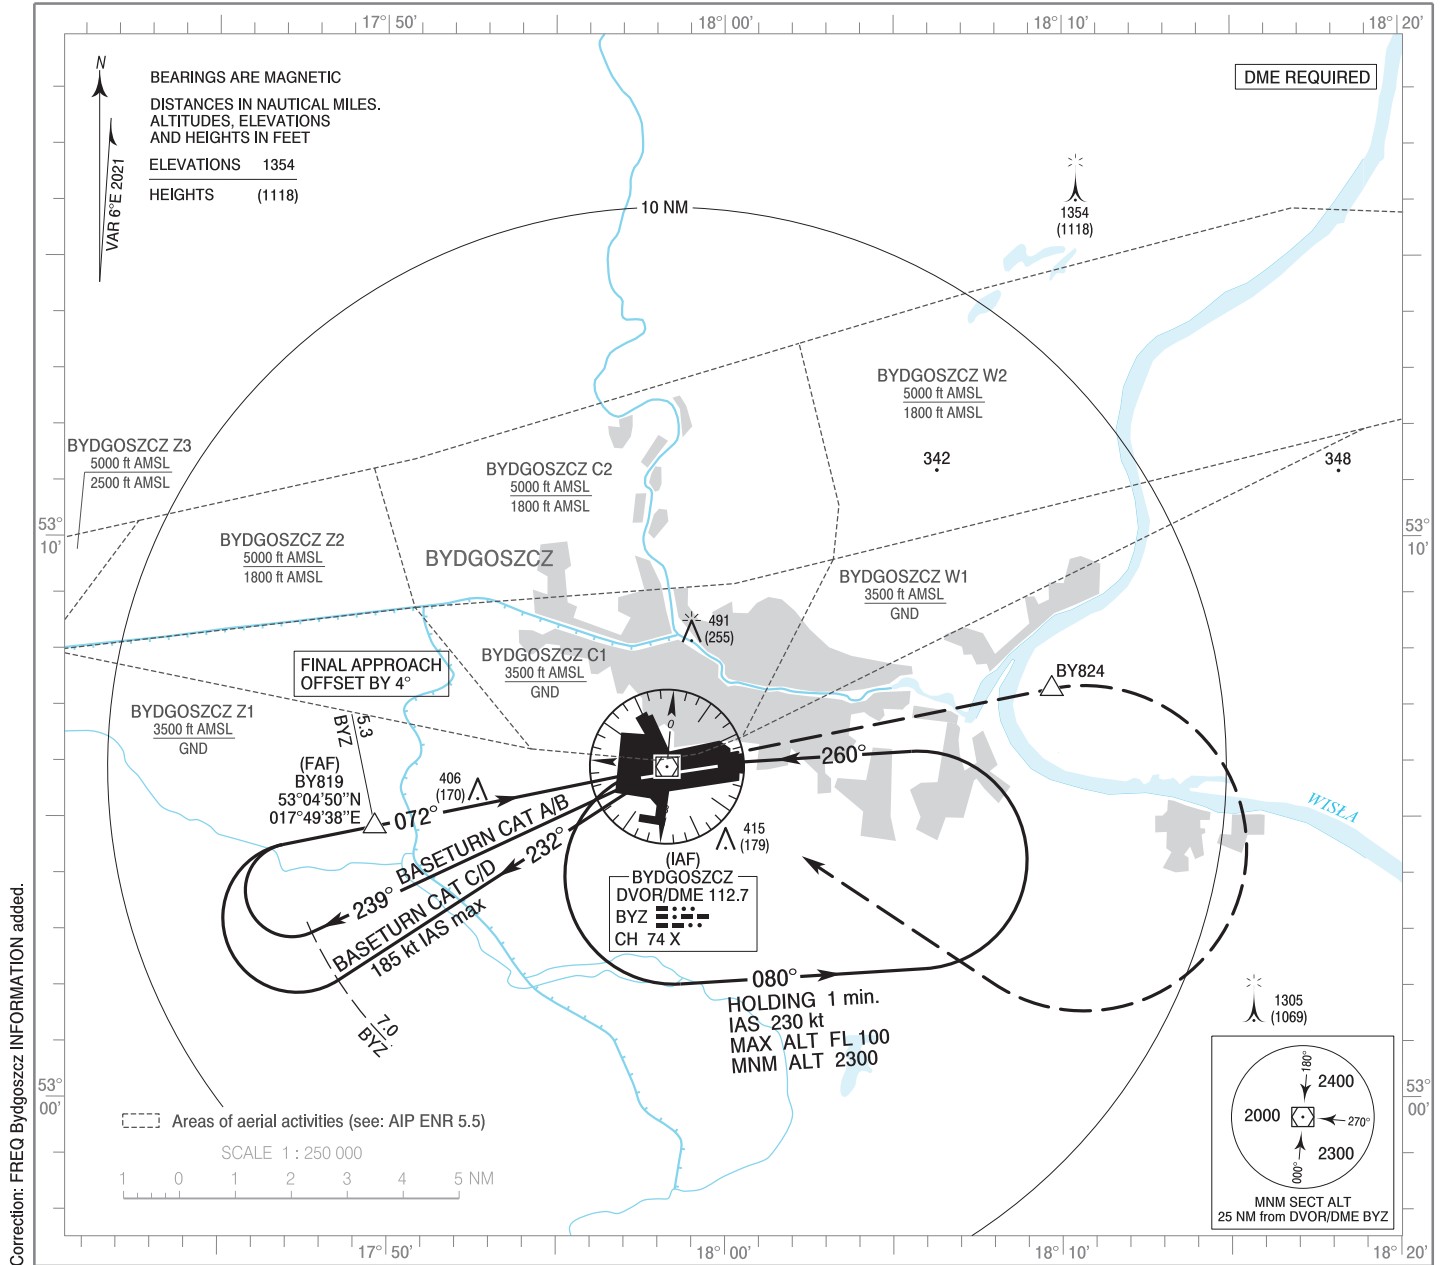 17° 50'
18° 00'
18° 10'
18° 20'
N
VAR 6°E 2021
BEARINGS ARE MAGNETIC
DISTANCES IN NAUTICAL MILES.
ALTITUDES, ELEVATIONS
AND HEIGHTS IN FEET
ELEVATIONS 1354
HEIGHTS (1118)
DME REQUIRED
10 NM
1354
(1118)
BYDGOSZCZ W2
5000 ft AMSL
1800 ft AMSL
342
348
BYDGOSZCZ Z3
5000 ft AMSL
2500 ft AMSL
BYDGOSZCZ C2
5000 ft AMSL
1800 ft AMSL
53°
10'
53°
10'
BYDGOSZCZ Z2
5000 ft AMSL
1800 ft AMSL
BYDGOSZCZ
BYDGOSZCZ W1
3500 ft AMSL
GND
491
(255)
FINAL APPROACH
OFFSET BY 4°
BYDGOSZCZ C1
3500 ft AMSL
GND
BY824
BYDGOSZCZ Z1
3500 ft AMSL
GND
5.3
BYZ
0
260°
(FAF)
BY819
53°04'50"N
017°49'38"E
406
(170)
072°
WISŁA
415
(179)
239° BASETURN CAT A/B
232°
BASETURN CAT C/D
185 kt IAS max
(IAF)
BYDGOSZCZ
DVOR/DME 112.7
BYZ
CH 74 X
7.0
BYZ
080°
HOLDING 1 min.
IAS 230 kt
MAX ALT FL 100
MNM ALT 2300
1305
(1069)
53°
00'
53°
00'
180°
2400
2000
270°
2300
000°
MNM SECT ALT
25 NM from DVOR/DME BYZ
Areas of aerial activities (see: AIP ENR 5.5)
SCALE 1 : 250 000
1 0 1 2 3 4 5 NM
17° 50'
18° 00'
18° 10'
18° 20'
Correction: FREQ Bydgoszcz INFORMATION added.